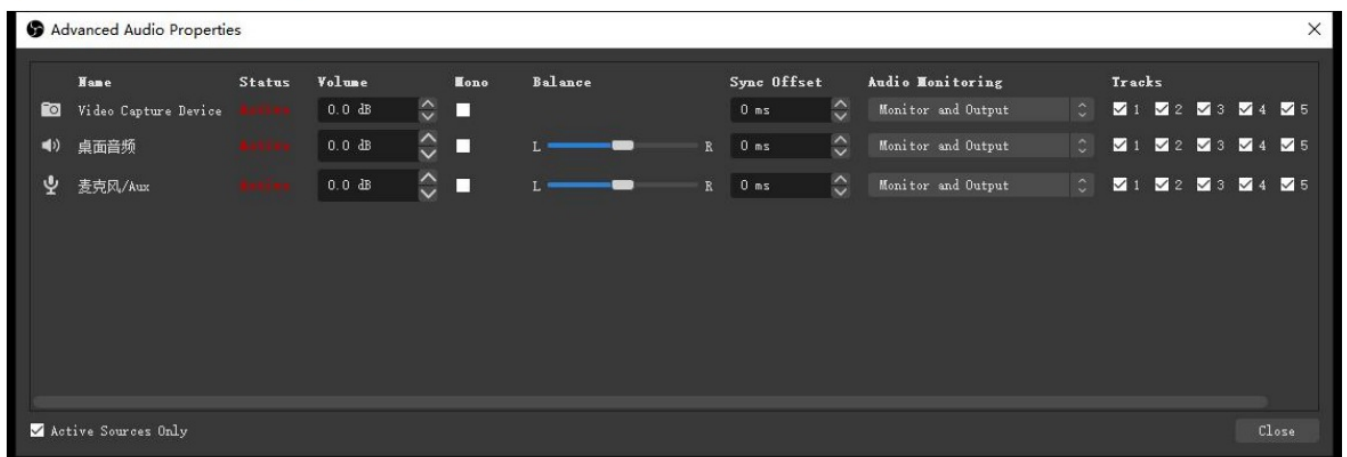 Advanced Audio Properties
Name Status Volume Mono Balance Sync Offset Audio Monitoring Tracks
Video Capture Device Active 0.0 dB 0 ms Monitor and Output 1 2 3 4 5
桌面音频 Active 0.0 dB L R 0 ms Monitor and Output 1 2 3 4 5
麦克风/Aux Active 0.0 dB L R 0 ms Monitor and Output 1 2 3 4 5
Active Sources Only Close